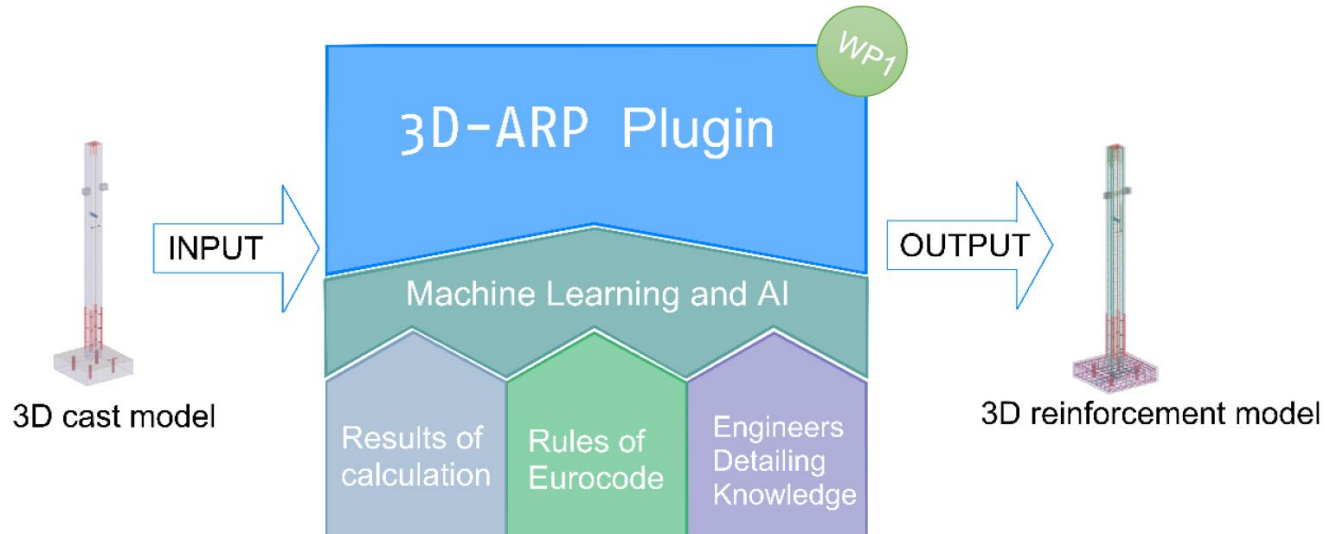 WP1
3D-ARP Plugin
INPUT
OUTPUT
Machine Learning and AI
3D cast model
3D reinforcement model
Results of
calculation
Rules of
Eurocode
Engineers
Detailing
Knowledge